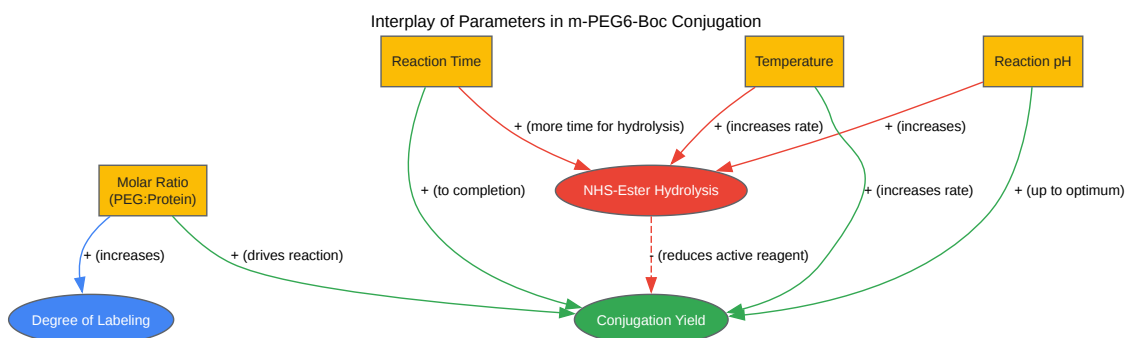 Interplay of Parameters in m-PEG6-Boc Conjugation
Reaction Time
Temperature
Reaction pH
+ (more time for hydrolysis)
+ (increases rate)
+ (increases)
Molar Ratio
(PEG:Protein)
+ (to completion)
NHS-Ester Hydrolysis
+ (increases rate)
+ (up to optimum)
+ (increases)
+ (drives reaction)
- (reduces active reagent)
Degree of Labeling
Conjugation Yield